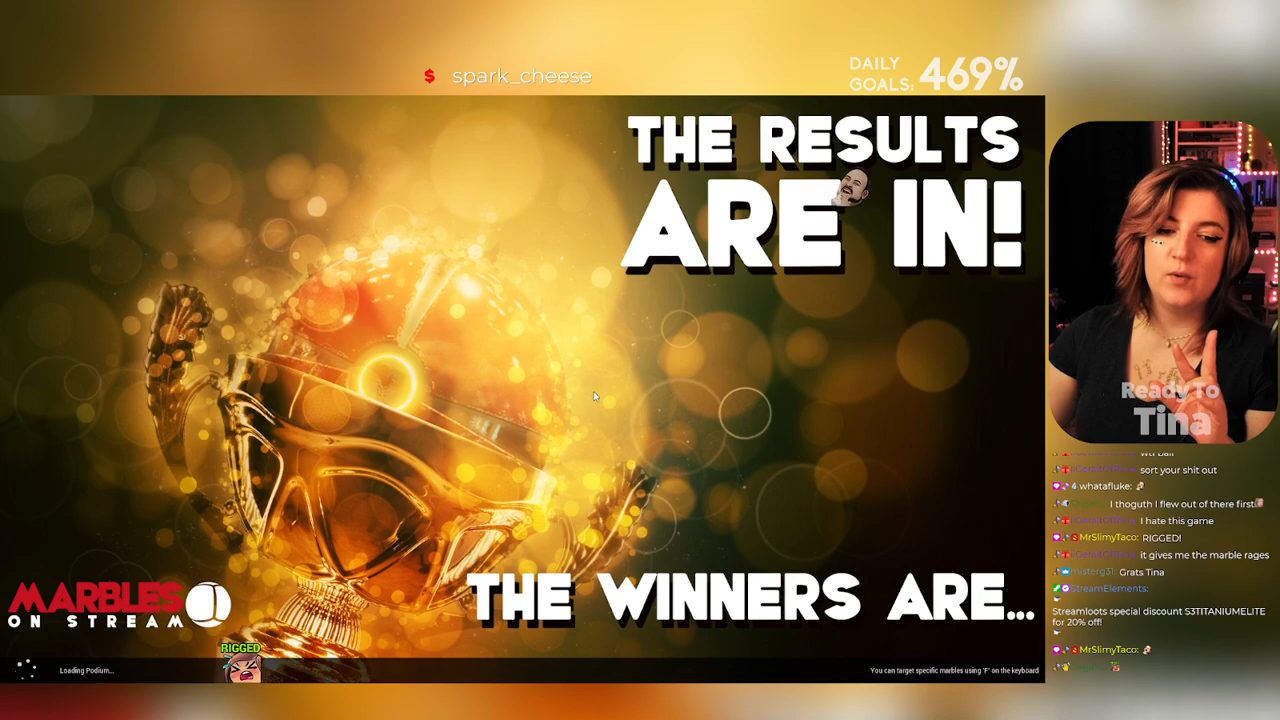 $ spark_cheese
DAILY
GOALS: 469%
THE RESULTS
ARE IN!
THE WINNERS ARE...
MARBLES
ON STREAM
RIGGED
Loading Podium...
You can target specific marbles using 'F' on the keyboard
Ready To
Tina
sort your shit out
whatafluke:
I thoguth I flew out of there first
I hate this game
MrSlimyTaco: RIGGED!
it gives me the marble rages
misterg31: Grats Tina
StreamElements:
Streamloots special discount S3TITANIUMELITE
for 20% off!
MrSlimyTaco: